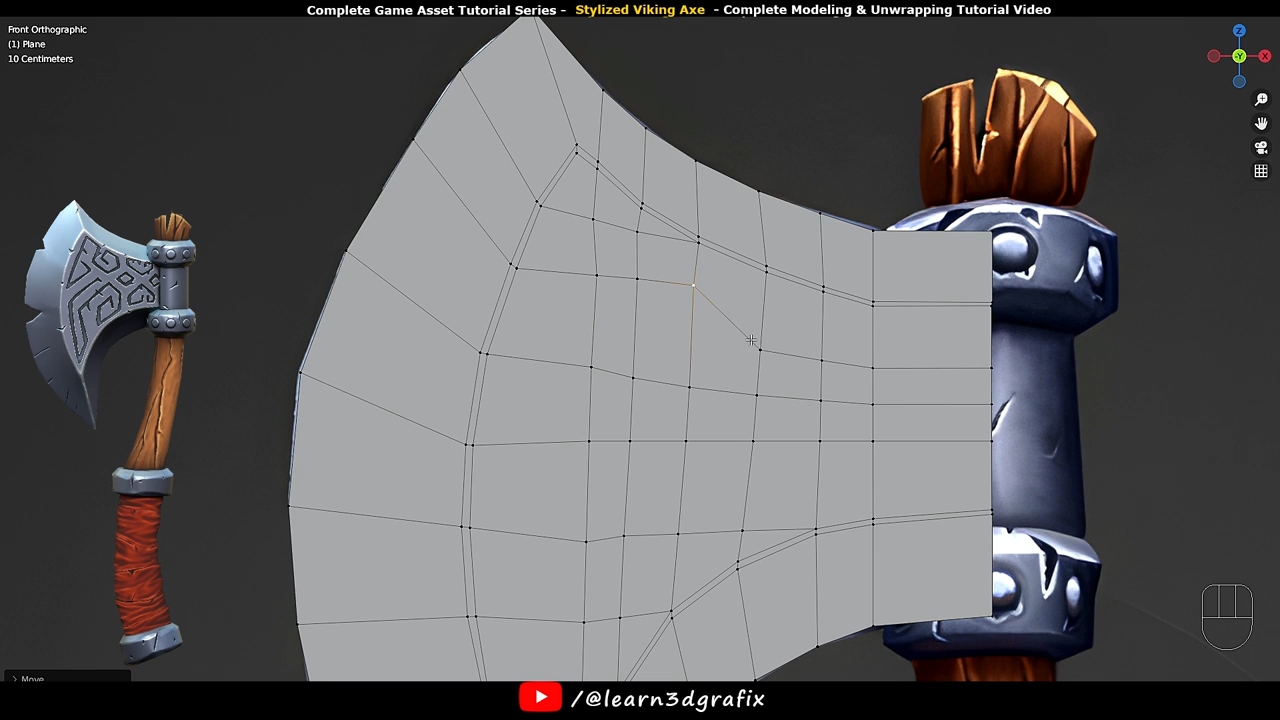 Complete Game Asset Tutorial Series - Stylized Viking Axe - Complete Modeling & Unwrapping Tutorial Video
Front Orthographic
(1) Plane
10 Centimeters
Z
Y
X
Move
/@learn3dgrafix